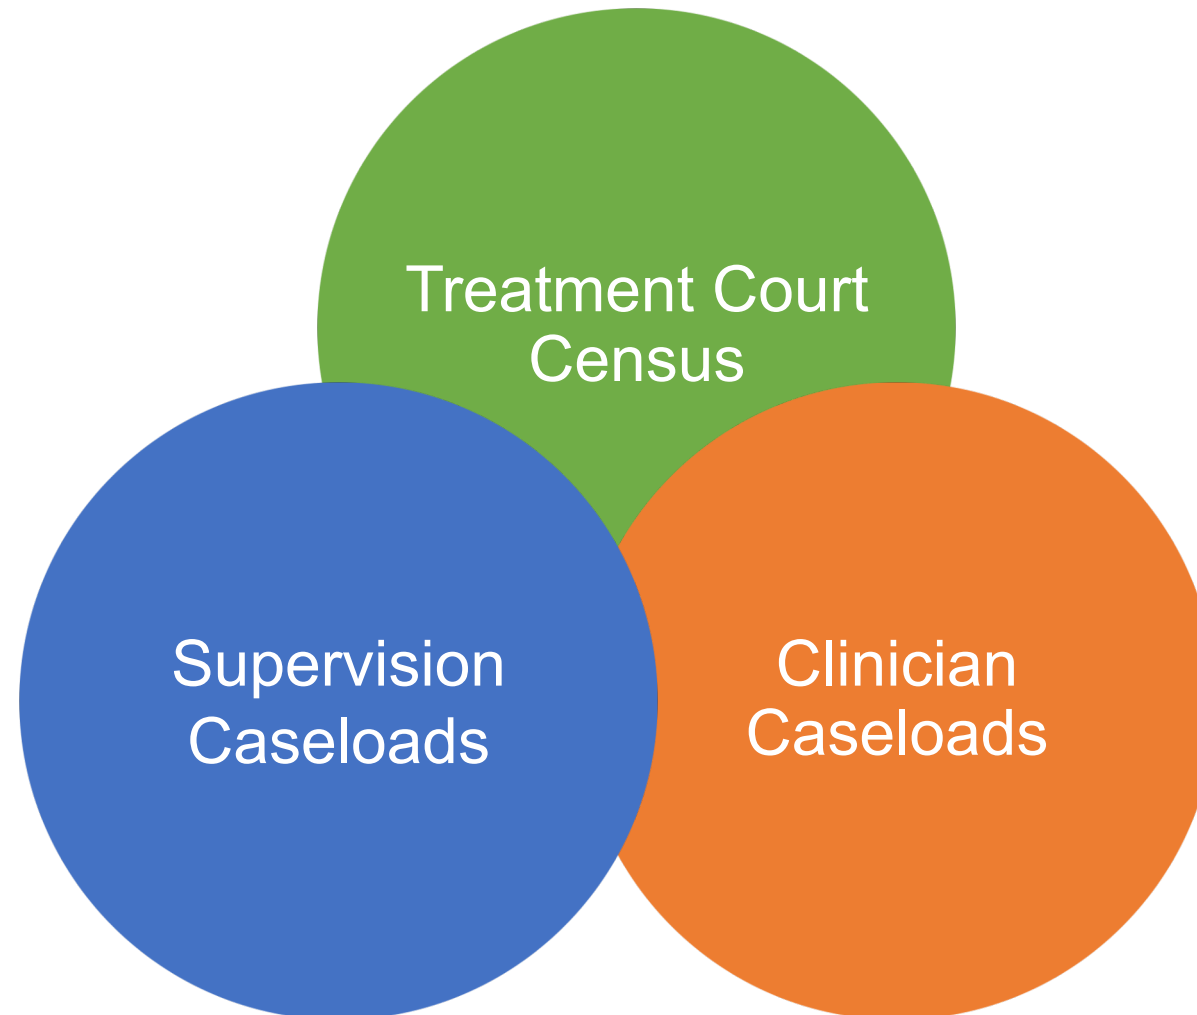 Treatment Court
Census
Supervision
Caseloads
Clinician
Caseloads